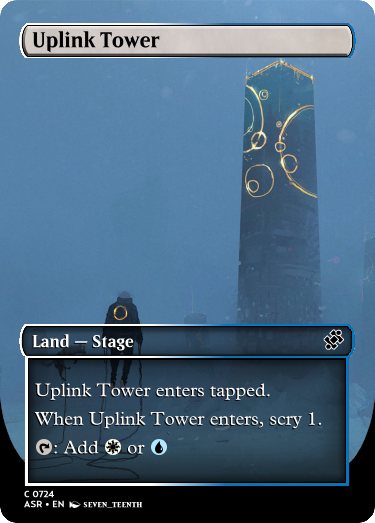 Uplink Tower
Land — Stage
Uplink Tower enters tapped.
When Uplink Tower enters, scry 1.
: Add or
C 0724
ASR • EN SEVEN_TEENTH